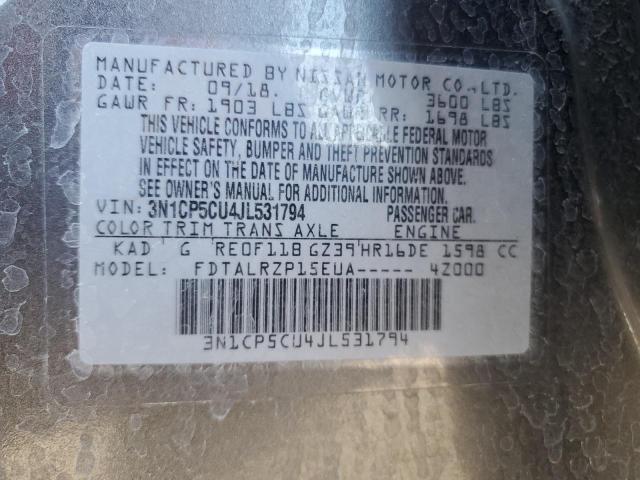 MANUFACTURED BY NISSAN MOTOR CO.,LTD.
DATE: 09/18. GVWR: 3600 LBS
GAWR FR: 1903 LBS GAWR RR: 1698 LBS
THIS VEHICLE CONFORMS TO ALL APPLICABLE FEDERAL MOTOR
VEHICLE SAFETY, BUMPER AND THEFT PREVENTION STANDARDS
IN EFFECT ON THE DATE OF MANUFACTURE SHOWN ABOVE.
SEE OWNER'S MANUAL FOR ADDITIONAL INFORMATION.
VIN: 3N1CP5CU4JL531794 PASSENGER CAR.
COLOR TRIM TRANS AXLE ENGINE
KAD G RE0F11B GZ39 HR16DE 1598 CC
MODEL: FDTALRZP15EUA----- 4Z000
3N1CP5CU4JL531794